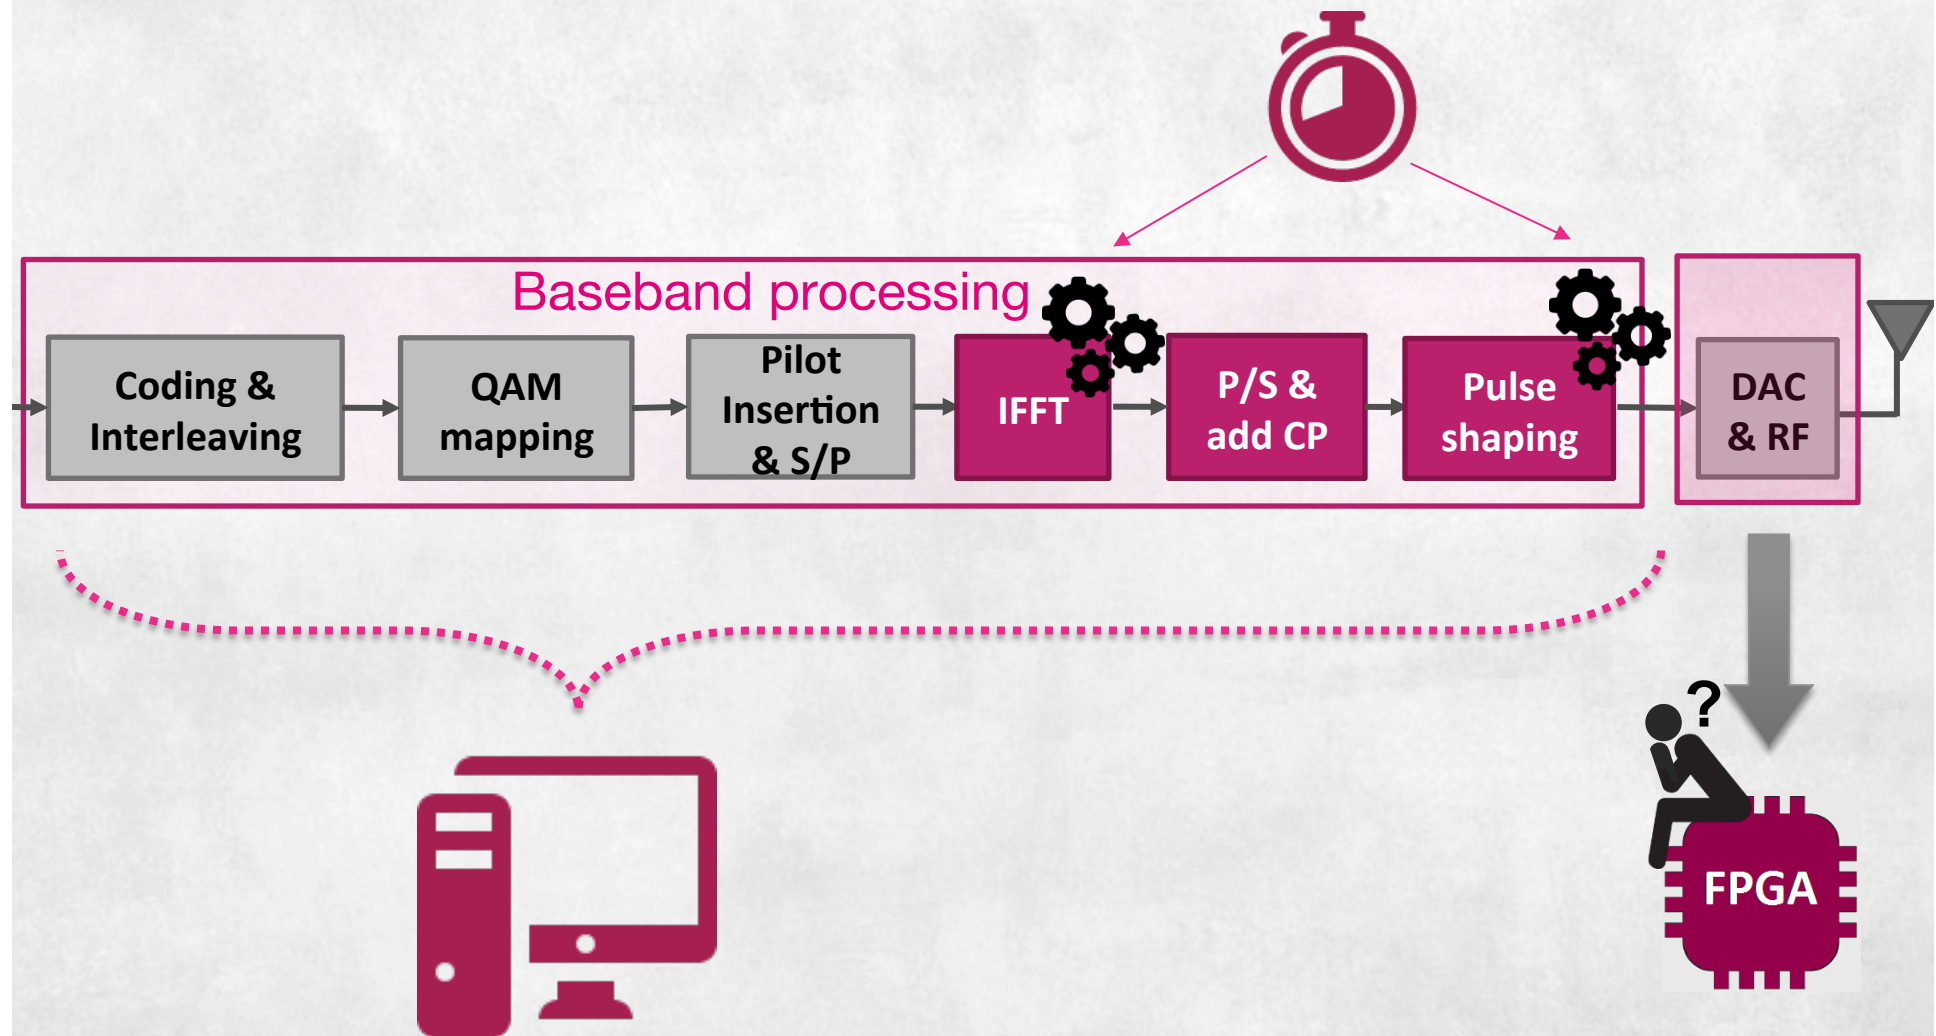 Baseband processing
Coding &
Interleaving
QAM
mapping
Pilot
Insertion
& S/P
IFFT
P/S &
add CP
Pulse
shaping
DAC
& RF
?
FPGA